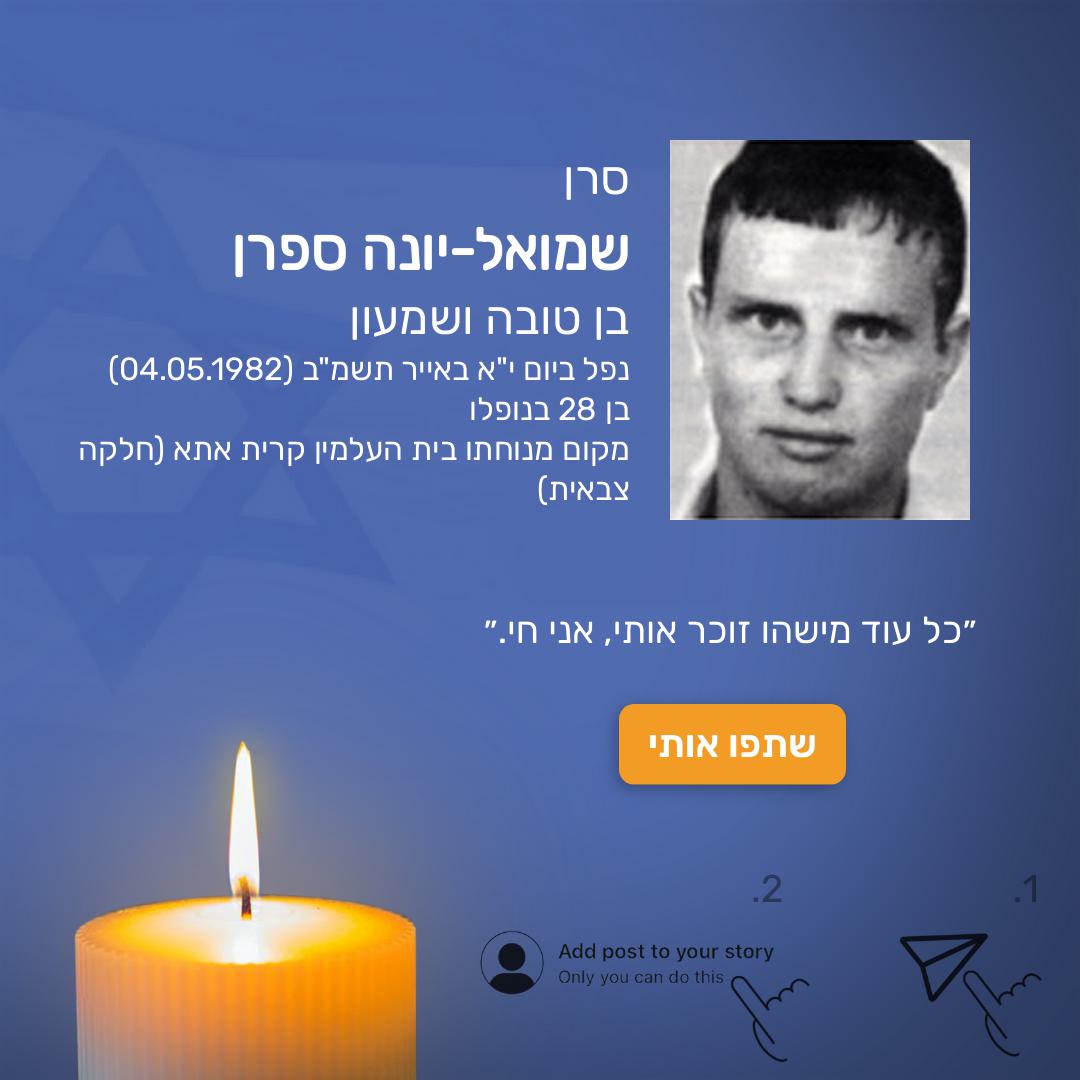 סרן
שמואל-יונה ספרן
בן טובה ושמעון
נפל ביום י"א באייר תשמ"ב (04.05.1982)
בן 28 בנופלו
מקום מנוחתו בית העלמין קרית אתא (חלקה
צבאית)
״כל עוד מישהו זוכר אותי, אני חי.״
שתפו אותי
.1
.2
Add post to your story
Only you can do this